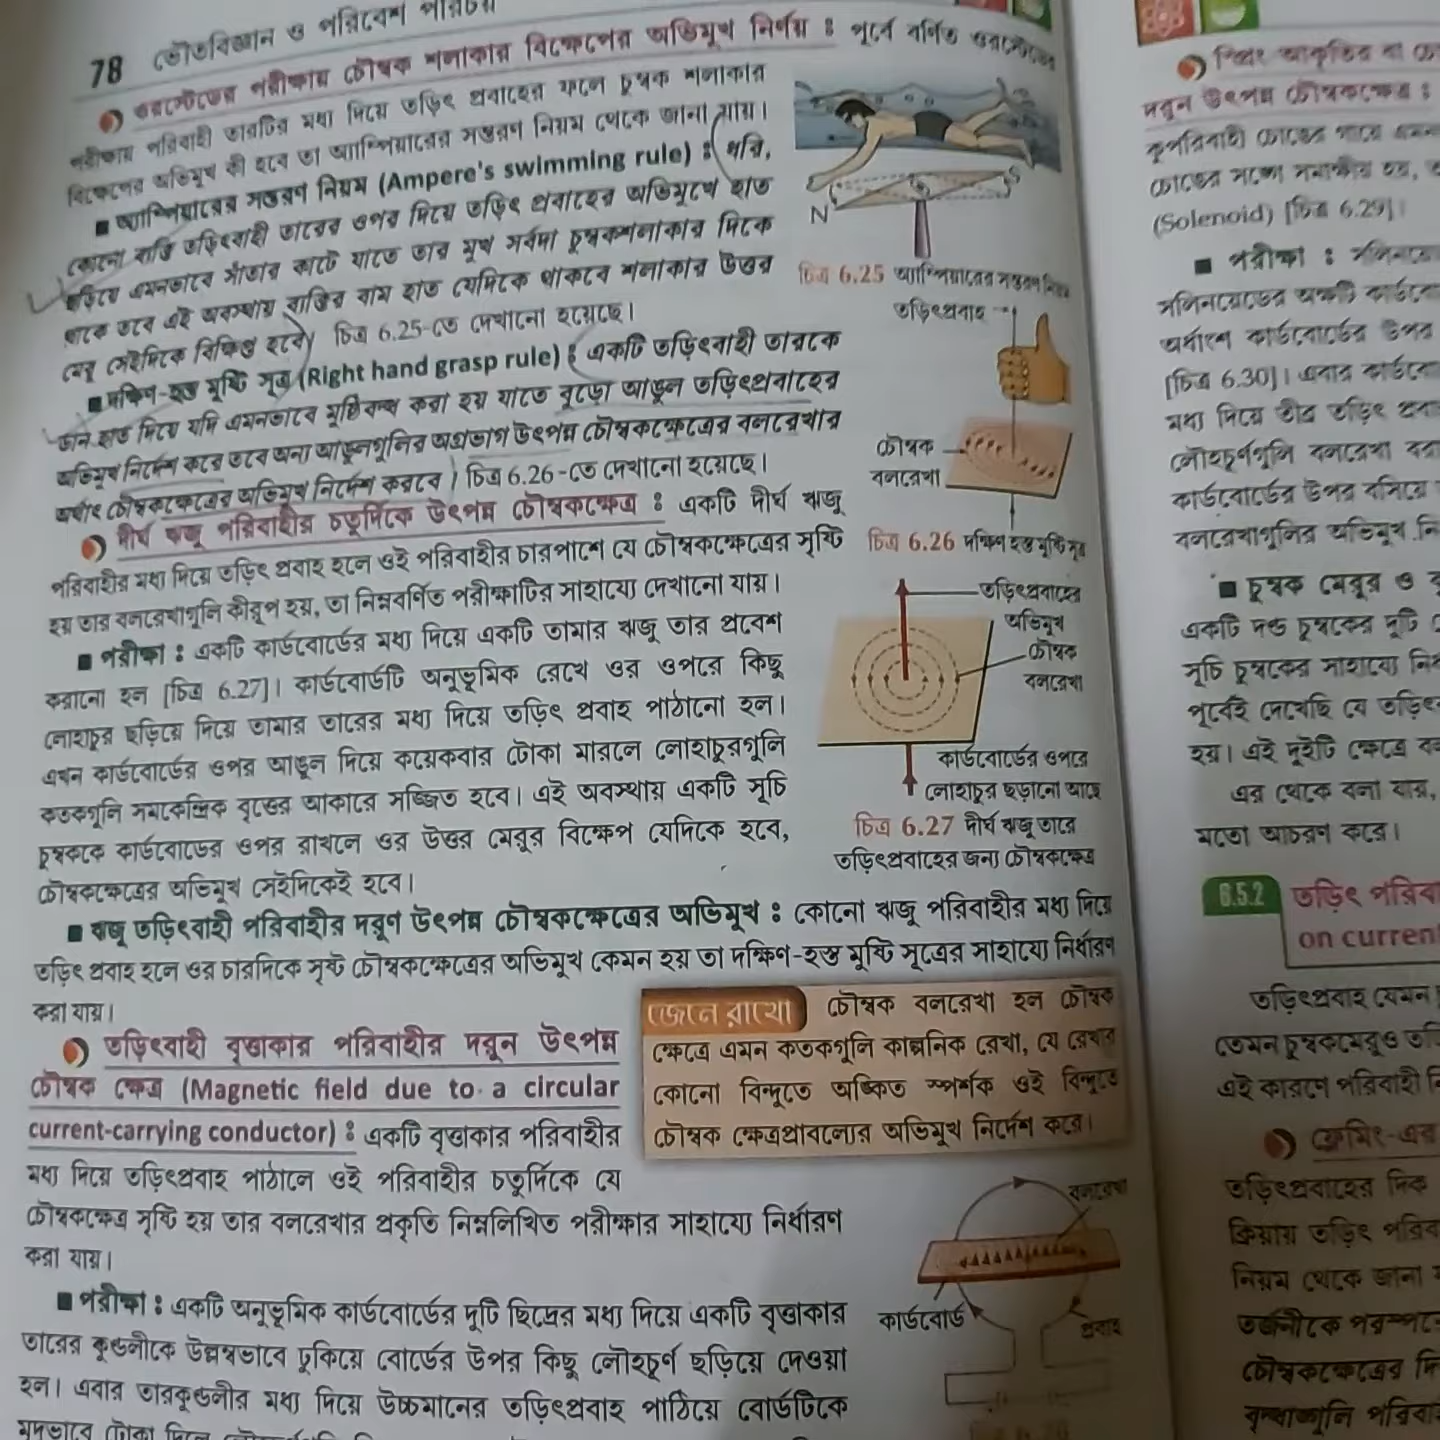 78 ভৌতবিজ্ঞান ও পরিবেশ পরিচয়
ওরস্টেডের পরীক্ষায় চৌম্বক শলাকার বিক্ষেপের অভিমুখ নির্ণয় : পূর্বে বর্ণিত ওরস্টেডের
পরীক্ষায় পরিবাহী তারটির মধ্য দিয়ে তড়িৎ প্রবাহের ফলে চুম্বক শলাকার
বিক্ষেপের অভিমুখ কী হবে তা অ্যাম্পিয়ারের সন্তরণ নিয়ম থেকে জানা যায়।
■ অ্যাম্পিয়ারের সন্তরণ নিয়ম (Ampere's swimming rule) : ধরি,
কোনো ব্যক্তি তড়িৎবাহী তারের ওপর দিয়ে তড়িৎ প্রবাহের অভিমুখে হাত
ছড়িয়ে এমনভাবে সাঁতার কাটে যাতে তার মুখ সর্বদা চুম্বকশলাকার দিকে
থাকে তবে এই অবস্থায় ব্যক্তির বাম হাত যেদিকে থাকবে শলাকার উত্তর
মেরু সেইদিকে বিক্ষিপ্ত হবে। চিত্র 6.25-তে দেখানো হয়েছে।
N
S
চিত্র 6.25 অ্যাম্পিয়ারের সন্তরণ নিয়ম
■ দক্ষিণ-হস্ত মুষ্টি সূত্র (Right hand grasp rule) : একটি তড়িৎবাহী তারকে
ডান হাত দিয়ে যদি এমনভাবে মুষ্টিবদ্ধ করা হয় যাতে বুড়ো আঙুল তড়িৎপ্রবাহের
অভিমুখ নির্দেশ করে তবে অন্য আঙুলগুলির অগ্রভাগ উৎপন্ন চৌম্বকক্ষেত্রের বলরেখার
অর্থাৎ চৌম্বকক্ষেত্রের অভিমুখ নির্দেশ করবে। চিত্র 6.26-তে দেখানো হয়েছে।
তড়িৎপ্রবাহ
চৌম্বক
বলরেখা
চিত্র 6.26 দক্ষিণ হস্ত মুষ্টি সূত্র
দীর্ঘ ঋজু পরিবাহীর চতুর্দিকে উৎপন্ন চৌম্বকক্ষেত্র : একটি দীর্ঘ ঋজু
পরিবাহীর মধ্য দিয়ে তড়িৎ প্রবাহ হলে ওই পরিবাহীর চারপাশে যে চৌম্বকক্ষেত্রের সৃষ্টি
হয় তার বলরেখাগুলি কীরূপ হয়, তা নিম্নবর্ণিত পরীক্ষাটির সাহায্যে দেখানো যায়।
■ পরীক্ষা : একটি কার্ডবোর্ডের মধ্য দিয়ে একটি তামার ঋজু তার প্রবেশ
করানো হল [চিত্র 6.27]। কার্ডবোর্ডটি অনুভূমিক রেখে ওর ওপরে কিছু
লোহাচুর ছড়িয়ে দিয়ে তামার তারের মধ্য দিয়ে তড়িৎ প্রবাহ পাঠানো হল।
এখন কার্ডবোর্ডের ওপর আঙুল দিয়ে কয়েকবার টোকা মারলে লোহাচুরগুলি
কতকগুলি সমকেন্দ্রিক বৃত্তের আকারে সজ্জিত হবে। এই অবস্থায় একটি সূচি
চুম্বককে কার্ডবোর্ডের ওপর রাখলে ওর উত্তর মেরুর বিক্ষেপ যেদিকে হবে,
চৌম্বকক্ষেত্রের অভিমুখ সেইদিকেই হবে।
তড়িৎপ্রবাহের
অভিমুখ
চৌম্বক
বলরেখা
কার্ডবোর্ডের ওপরে
লোহাচুর ছড়ানো আছে
চিত্র 6.27 দীর্ঘ ঋজু তারে
তড়িৎপ্রবাহের জন্য চৌম্বকক্ষেত্র
■ ঋজু তড়িৎবাহী পরিবাহীর দরুণ উৎপন্ন চৌম্বকক্ষেত্রের অভিমুখ : কোনো ঋজু পরিবাহীর মধ্য দিয়ে
তড়িৎ প্রবাহ হলে ওর চারদিকে সৃষ্ট চৌম্বকক্ষেত্রের অভিমুখ কেমন হয় তা দক্ষিণ-হস্ত মুষ্টি সূত্রের সাহায্যে নির্ধারণ
করা যায়।
জেনে রাখো চৌম্বক বলরেখা হল চৌম্বক
ক্ষেত্রে এমন কতকগুলি কাল্পনিক রেখা, যে রেখার
কোনো বিন্দুতে অঙ্কিত স্পর্শক ওই বিন্দুতে
চৌম্বক ক্ষেত্রপ্রাবল্যের অভিমুখ নির্দেশ করে।
তড়িৎবাহী বৃত্তাকার পরিবাহীর দরুন উৎপন্ন
চৌম্বক ক্ষেত্র (Magnetic field due to a circular
current-carrying conductor) : একটি বৃত্তাকার পরিবাহীর
মধ্য দিয়ে তড়িৎপ্রবাহ পাঠালে ওই পরিবাহীর চতুর্দিকে যে
চৌম্বকক্ষেত্র সৃষ্টি হয় তার বলরেখার প্রকৃতি নিম্নলিখিত পরীক্ষার সাহায্যে নির্ধারণ
করা যায়।
■ পরীক্ষা : একটি অনুভূমিক কার্ডবোর্ডের দুটি ছিদ্রের মধ্য দিয়ে একটি বৃত্তাকার
তারের কুণ্ডলীকে উল্লম্বভাবে ঢুকিয়ে বোর্ডের উপর কিছু লৌহচূর্ণ ছড়িয়ে দেওয়া
হল। এবার তারকুণ্ডলীর মধ্য দিয়ে উচ্চমানের তড়িৎপ্রবাহ পাঠিয়ে বোর্ডটিকে
বলরেখা
কার্ডবোর্ড
প্রবাহ
দরুন উৎপন্ন চৌম্বকক্ষেত্র :
(Solenoid) [চিত্র 6.29]।
■ পরীক্ষা :
অর্ধাংশ কার্ডবোর্ডের উপর
[চিত্র 6.30]। এবার
মধ্য দিয়ে তীব্র তড়িৎ
লৌহচূর্ণগুলি বলরেখা
কার্ডবোর্ডের উপর বসিয়ে
বলরেখাগুলির অভিমুখ
■ চুম্বক মেরুর ও
একটি দণ্ড চুম্বকের দুটি
সূচি চুম্বকের সাহায্যে
পূর্বেই দেখেছি যে
হয়। এই দুইটি ক্ষেত্রে
এর থেকে বলা যায়,
মতো আচরণ করে।
6.5.2 তড়িৎ
on current
তড়িৎপ্রবাহ যেমন
তেমন চুম্বকমেরুও
এই কারণে পরিবাহী
ফ্লেমিং-এর
তড়িৎপ্রবাহের দিক
ক্রিয়ায় তড়িৎ
নিয়ম থেকে জানা
তর্জনীকে
চৌম্বকক্ষেত্রের
বৃদ্ধাঙ্গুলি